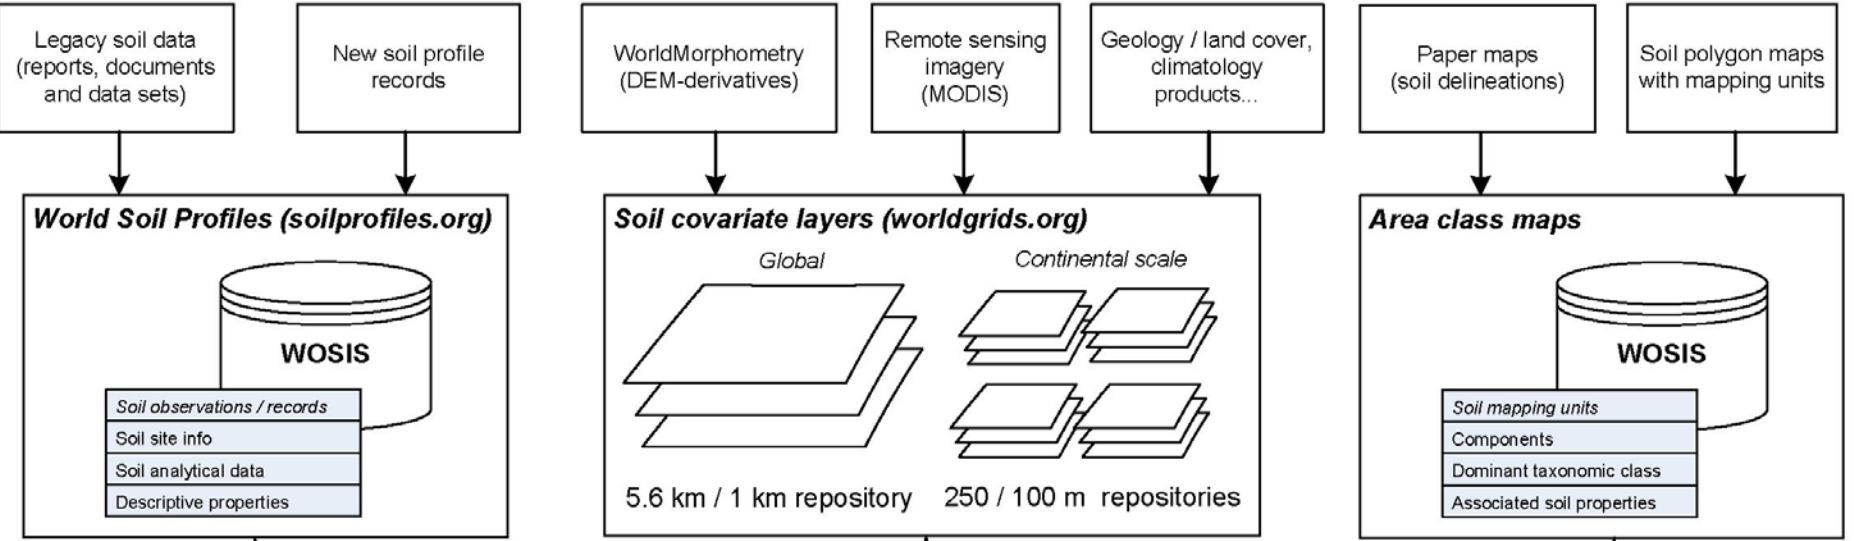 Legacy soil data
(reports, documents
and data sets)
New soil profile
records
WorldMorphometry
(DEM-derivatives)
Remote sensing
imagery
(MODIS)
Geology / land cover,
climatology
products...
Paper maps
(soil delineations)
Soil polygon maps
with mapping units
World Soil Profiles (soilprofiles.org)
WOSIS
Soil observations / records
Soil site info
Soil analytical data
Descriptive properties
Soil covariate layers (worldgrids.org)
Global
Continental scale
5.6 km / 1 km repository
250 / 100 m repositories
Area class maps
WOSIS
Soil mapping units
Components
Dominant taxonomic class
Associated soil properties